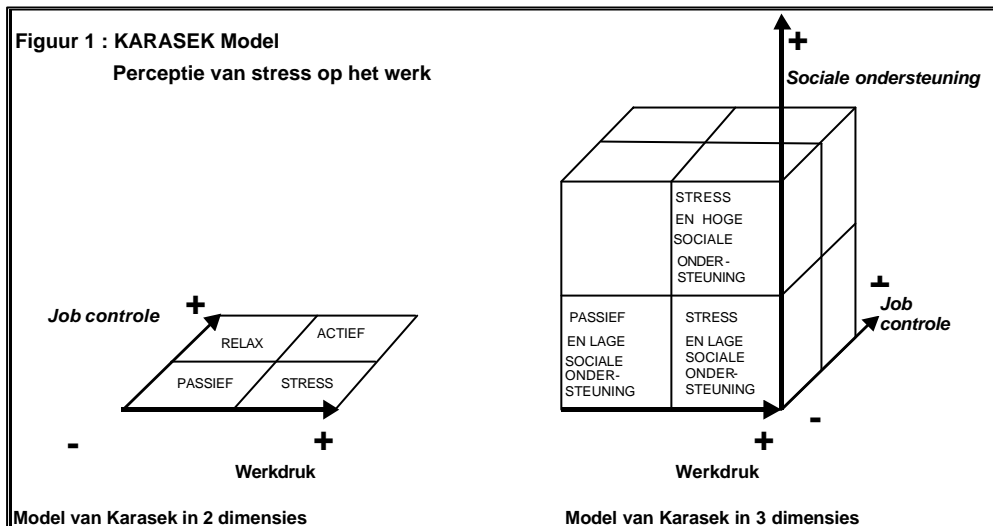 Figuur 1 : KARASEK Model
Perceptie van stress op het werk
+
Job controle
RELAX
ACTIEF
PASSIEF
STRESS
-
+
Werkdruk
Model van Karasek in 2 dimensies
+
Sociale ondersteuning
STRESS
EN HOGE
SOCIALE
ONDER-
STEUNING
PASSIEF
EN LAGE
SOCIALE
ONDER-
STEUNING
STRESS
EN LAGE
SOCIALE
ONDER-
STEUNING
+
Job
controle
-
+
Werkdruk
Model van Karasek in 3 dimensies